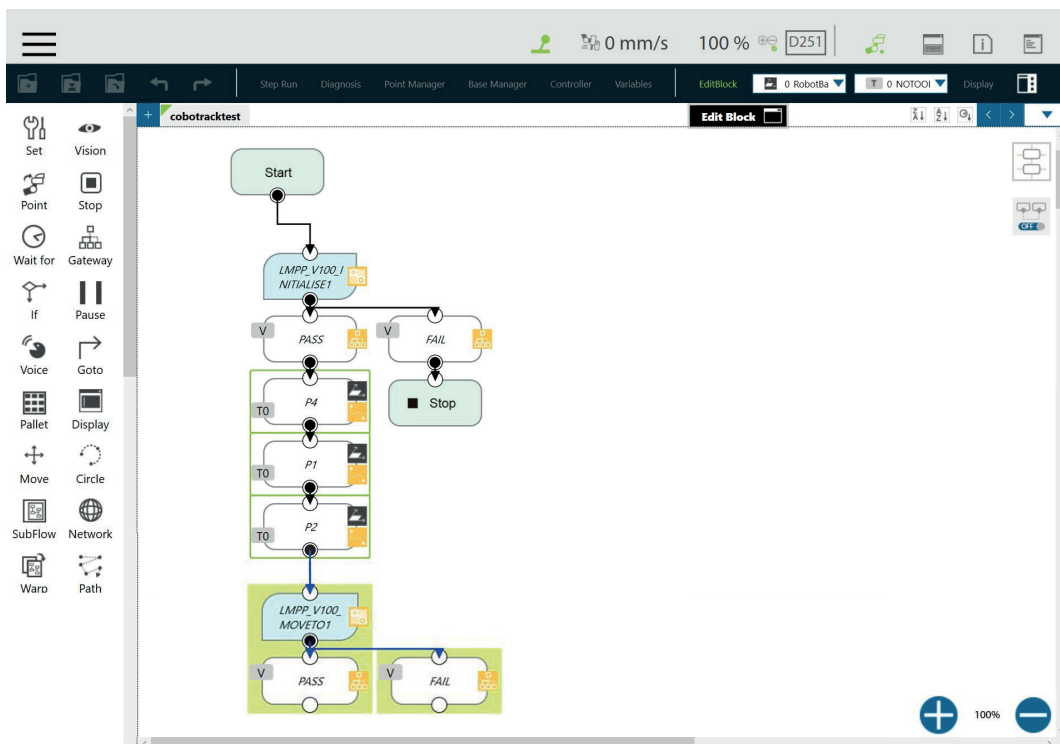 0 mm/s
100 %
D251
Step Run
Diagnosis
Point Manager
Base Manager
Controller
Variables
EditBlock
0 RobotBa
T 0 NOTOOl
Display
+ cobotracktest
Edit Block
Set
Vision
Point
Stop
Wait for
Gateway
If
Pause
Voice
Goto
Pallet
Display
Move
Circle
SubFlow
Network
Warp
Path
OFF
Start
LMPP_V100_I
NITIALISE1
V
PASS
V
FAIL
T0
P4
Stop
T0
P1
T0
P2
LMPP_V100_
MOVETO1
V
PASS
V
FAIL
100%